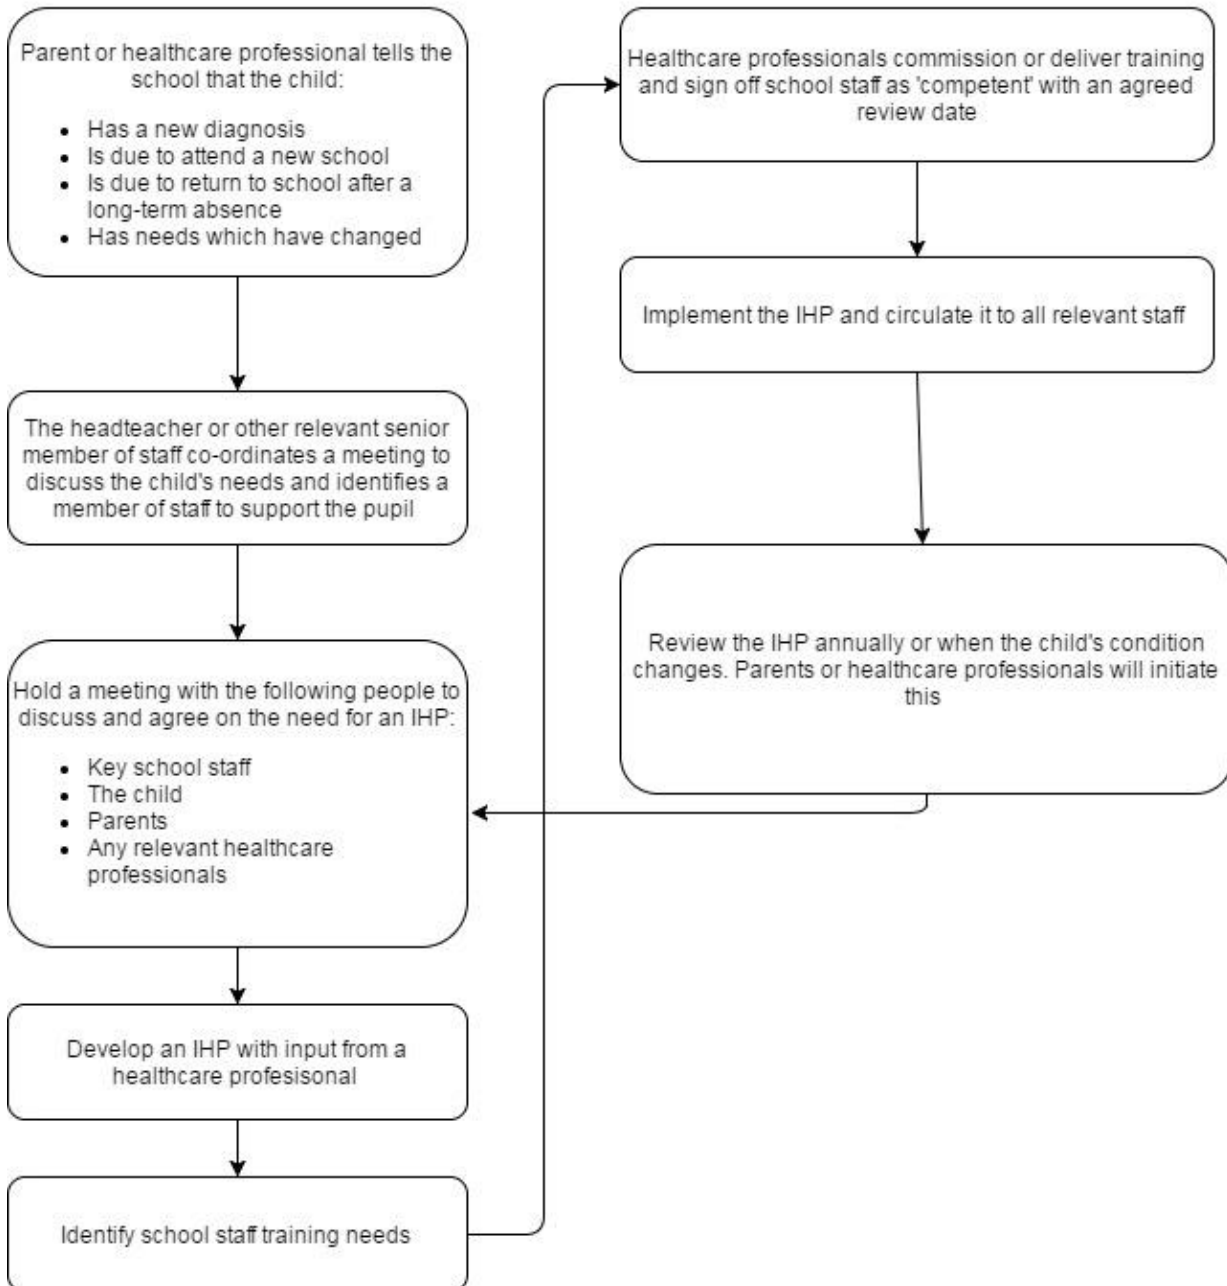 Parent or healthcare professional tells the
school that the child:
• Has a new diagnosis
• Is due to attend a new school
• Is due to return to school after a
long-term absence
• Has needs which have changed
The headteacher or other relevant senior
member of staff co-ordinates a meeting to
discuss the child's needs and identifies a
member of staff to support the pupil
Hold a meeting with the following people to
discuss and agree on the need for an IHP:
• Key school staff
• The child
• Parents
• Any relevant healthcare
professionals
Develop an IHP with input from a
healthcare profesisonal
Identify school staff training needs
Healthcare professionals commission or deliver training
and sign off school staff as 'competent' with an agreed
review date
Implement the IHP and circulate it to all relevant staff
Review the IHP annually or when the child's condition
changes. Parents or healthcare professionals will initiate
this